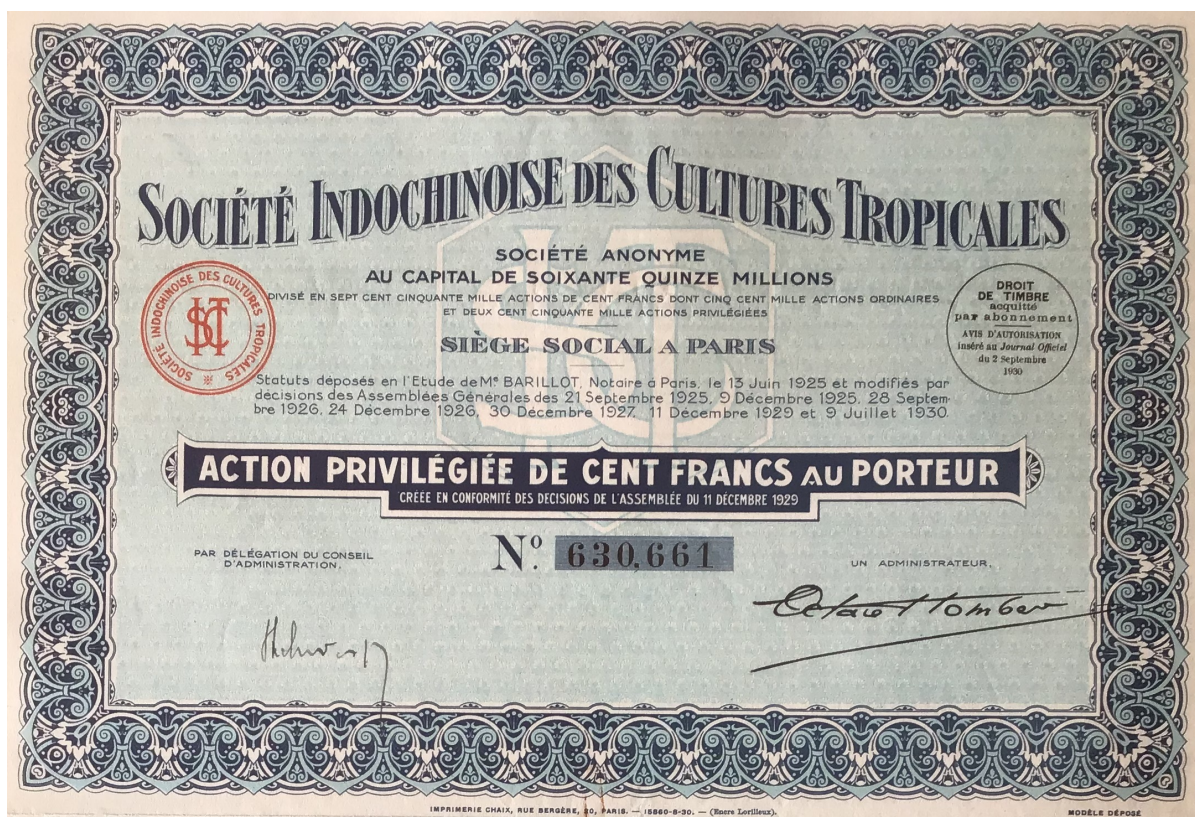 SOCIÉTÉ INDOCHINOISE DES CULTURES TROPICALES
SOCIÉTÉ ANONYME
AU CAPITAL DE SOIXANTE QUINZE MILLIONS
DIVISÉ EN SEPT CENT CINQUANTE MILLE ACTIONS DE CENT FRANCS DONT CINQ CENT MILLE ACTIONS ORDINAIRES
ET DEUX CENT CINQUANTE MILLE ACTIONS PRIVILÉGIÉES
SIÈGE SOCIAL A PARIS
SOCIÉTÉ INDOCHINOISE DES CULTURES TROPICALES
SICT
DROIT
DE TIMBRE
acquitté
par abonnement
AVIS D'AUTORISATION
inséré au Journal Officiel
du 2 Septembre
1930
Statuts déposés en l'Etude de Me BARILLOT, Notaire à Paris, le 13 Juin 1925 et modifiés par
décisions des Assemblées Générales des 21 Septembre 1925, 9 Décembre 1925, 28 Septem-
bre 1926, 24 Décembre 1926, 30 Décembre 1927, 11 Décembre 1929 et 9 Juillet 1930.
ACTION PRIVILÉGIÉE DE CENT FRANCS AU PORTEUR
CRÉÉE EN CONFORMITÉ DES DECISIONS DE L'ASSEMBLÉE DU 11 DÉCEMBRE 1929
No. 630,661
PAR DÉLÉGATION DU CONSEIL
D'ADMINISTRATION,
UN ADMINISTRATEUR,
IMPRIMERIE CHAIX, RUE BERGÈRE, 20, PARIS. — 15860-8-30. — (Encre Lorilleux).
MODÈLE DÉPOSÉ